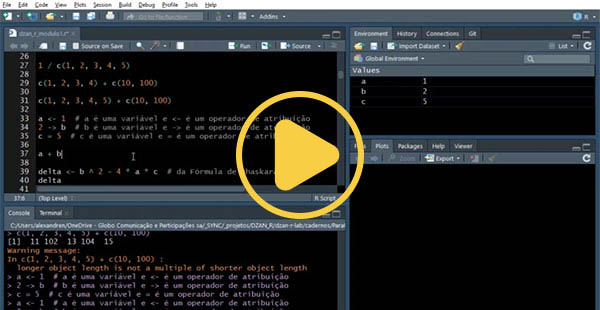 File Edit Code View Plots Session Build Debug Profile Tools Help
Go to file/function
Addins
R
dzan_r_modulo1.r*
Source on Save
Run
Source
26
27 1 / c(1, 2, 3, 4, 5)
28
29 c(1, 2, 3, 4) + c(10, 100)
30
31 c(1, 2, 3, 4, 5) + c(10, 100)
32
33 a <- 1 # a é uma variável e <- é um operador de atribuição
34 2 -> b # b é uma variável e -> é um operador de atribuição
35 c = 5 # c é uma variável e = é um operador de
36
37 a + b
38
39 delta <- b ^ 2 - 4 * a * c # da Fórmula de
40 delta
41
37:6 (Top Level)
R Script
Console Terminal
C:/Users/alexandren/OneDrive - Globo Comunicação e Participações sa/_SYNC/_projetos/DZAN_R/dzan-r-lab/cadernos/
> c(1, 2, 3, 4, 5) + c(10, 100)
[1] 11 102 13 104 15
Warning message:
In c(1, 2, 3, 4, 5) + c(10, 100) :
longer object length is not a multiple of shorter object length
> a <- 1 # a é uma variável e <- é um operador de atribuição
> 2 -> b # b é uma variável e -> é um operador de atribuição
> c = 5 # c é uma variável e = é um operador de atribuição
> a <- 1 # a é uma variável e <- é um operador de atribuição
Environment History Connections Git
Import Dataset
List
Global Environment
Values
a 1
b 2
c 5
Plots
Zoom Export